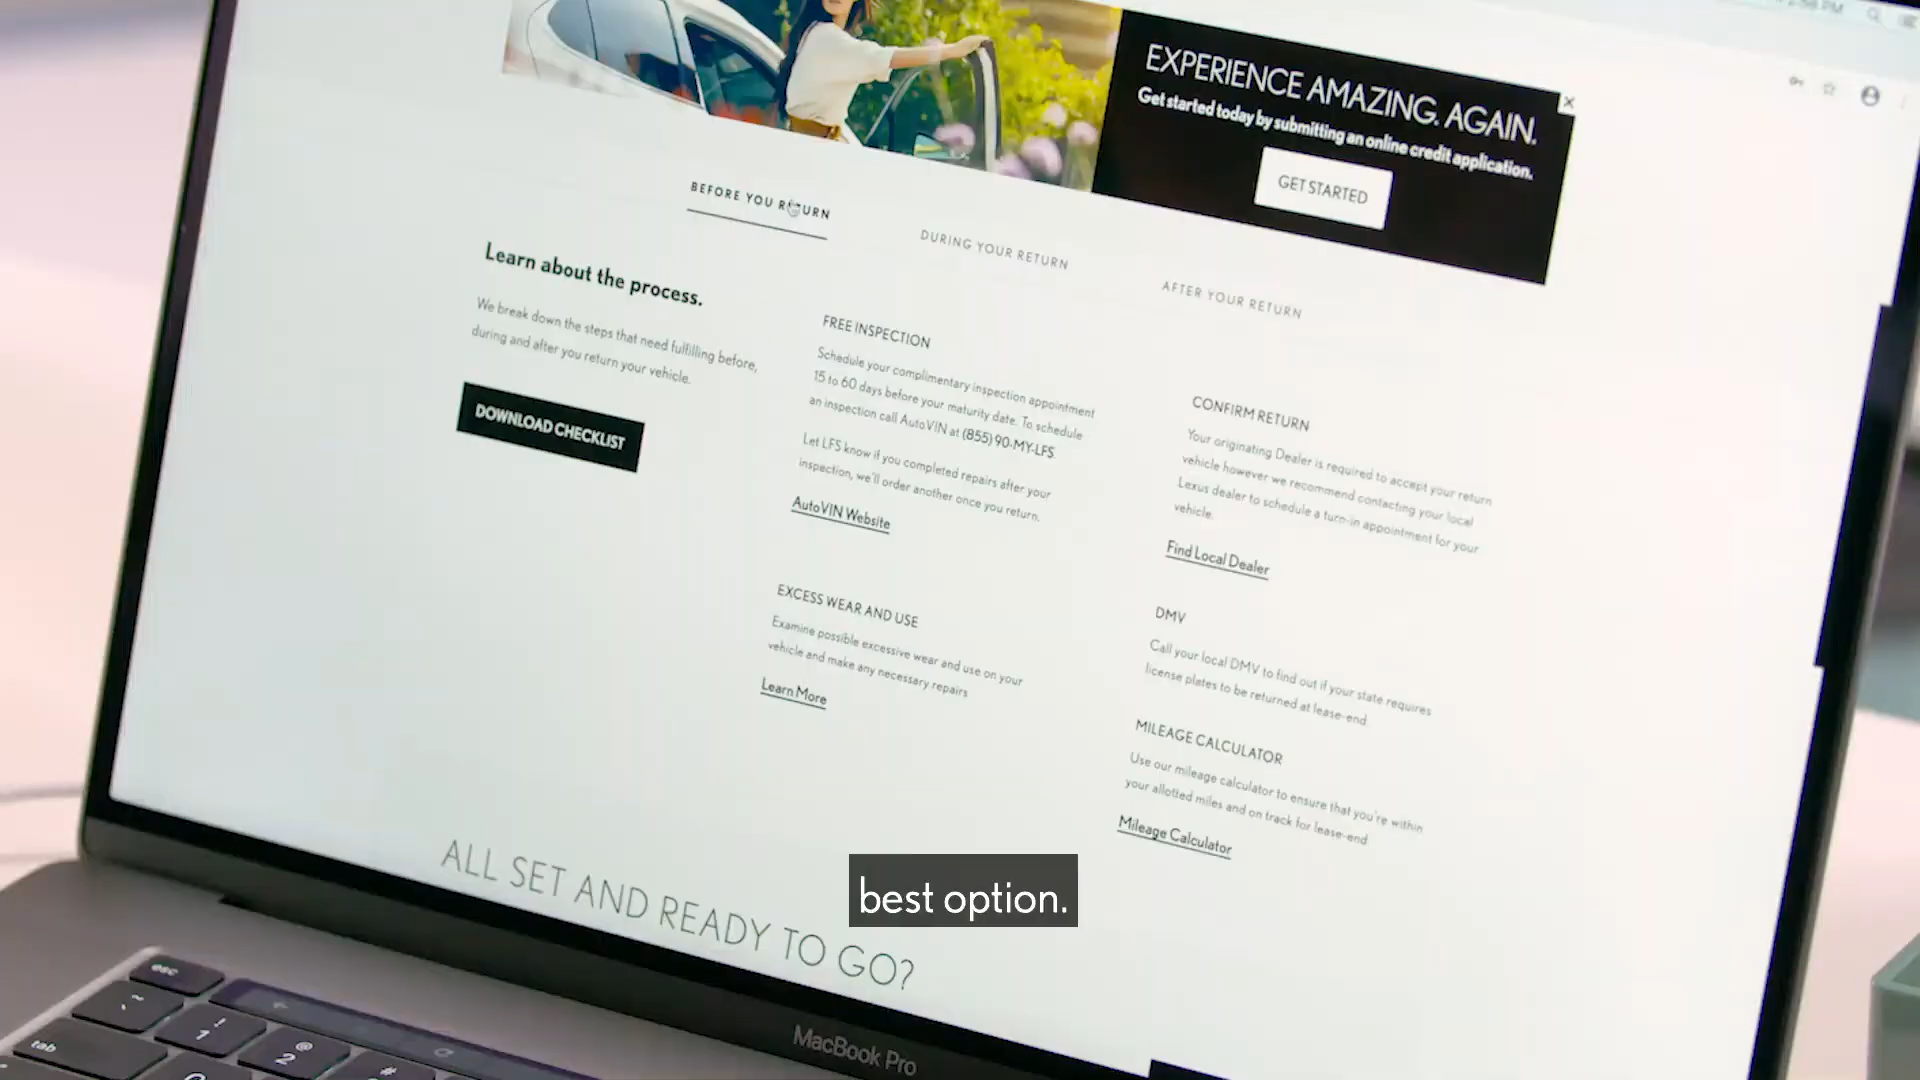 EXPERIENCE AMAZING. AGAIN.
Get started today by submitting an online credit application.
GET STARTED
BEFORE YOU RETURN
DURING YOUR RETURN
AFTER YOUR RETURN
Learn about the process.
We break down the steps that need fulfilling before,
during and after you return your vehicle.
DOWNLOAD CHECKLIST
FREE INSPECTION
Schedule your complimentary inspection appointment
15 to 60 days before your maturity date. To schedule
an inspection call AutoVIN at (855) 90-MY-LFS.
Let LFS know if you completed repairs after your
inspection, we'll order another once you return.
AutoVIN Website
EXCESS WEAR AND USE
Examine possible excessive wear and use on your
vehicle and make any necessary repairs
Learn More
CONFIRM RETURN
Your originating Dealer is required to accept your return
vehicle however we recommend contacting your local
Lexus dealer to schedule a turn-in appointment for your
vehicle.
Find Local Dealer
DMV
Call your local DMV to find out if your state requires
license plates to be returned at lease-end
MILEAGE CALCULATOR
Use our mileage calculator to ensure that you're within
your allotted miles and on track for lease-end
Mileage Calculator
ALL SET AND READY TO GO?
best option.
MacBook Pro
esc
~
!
1
@
2
#
tab